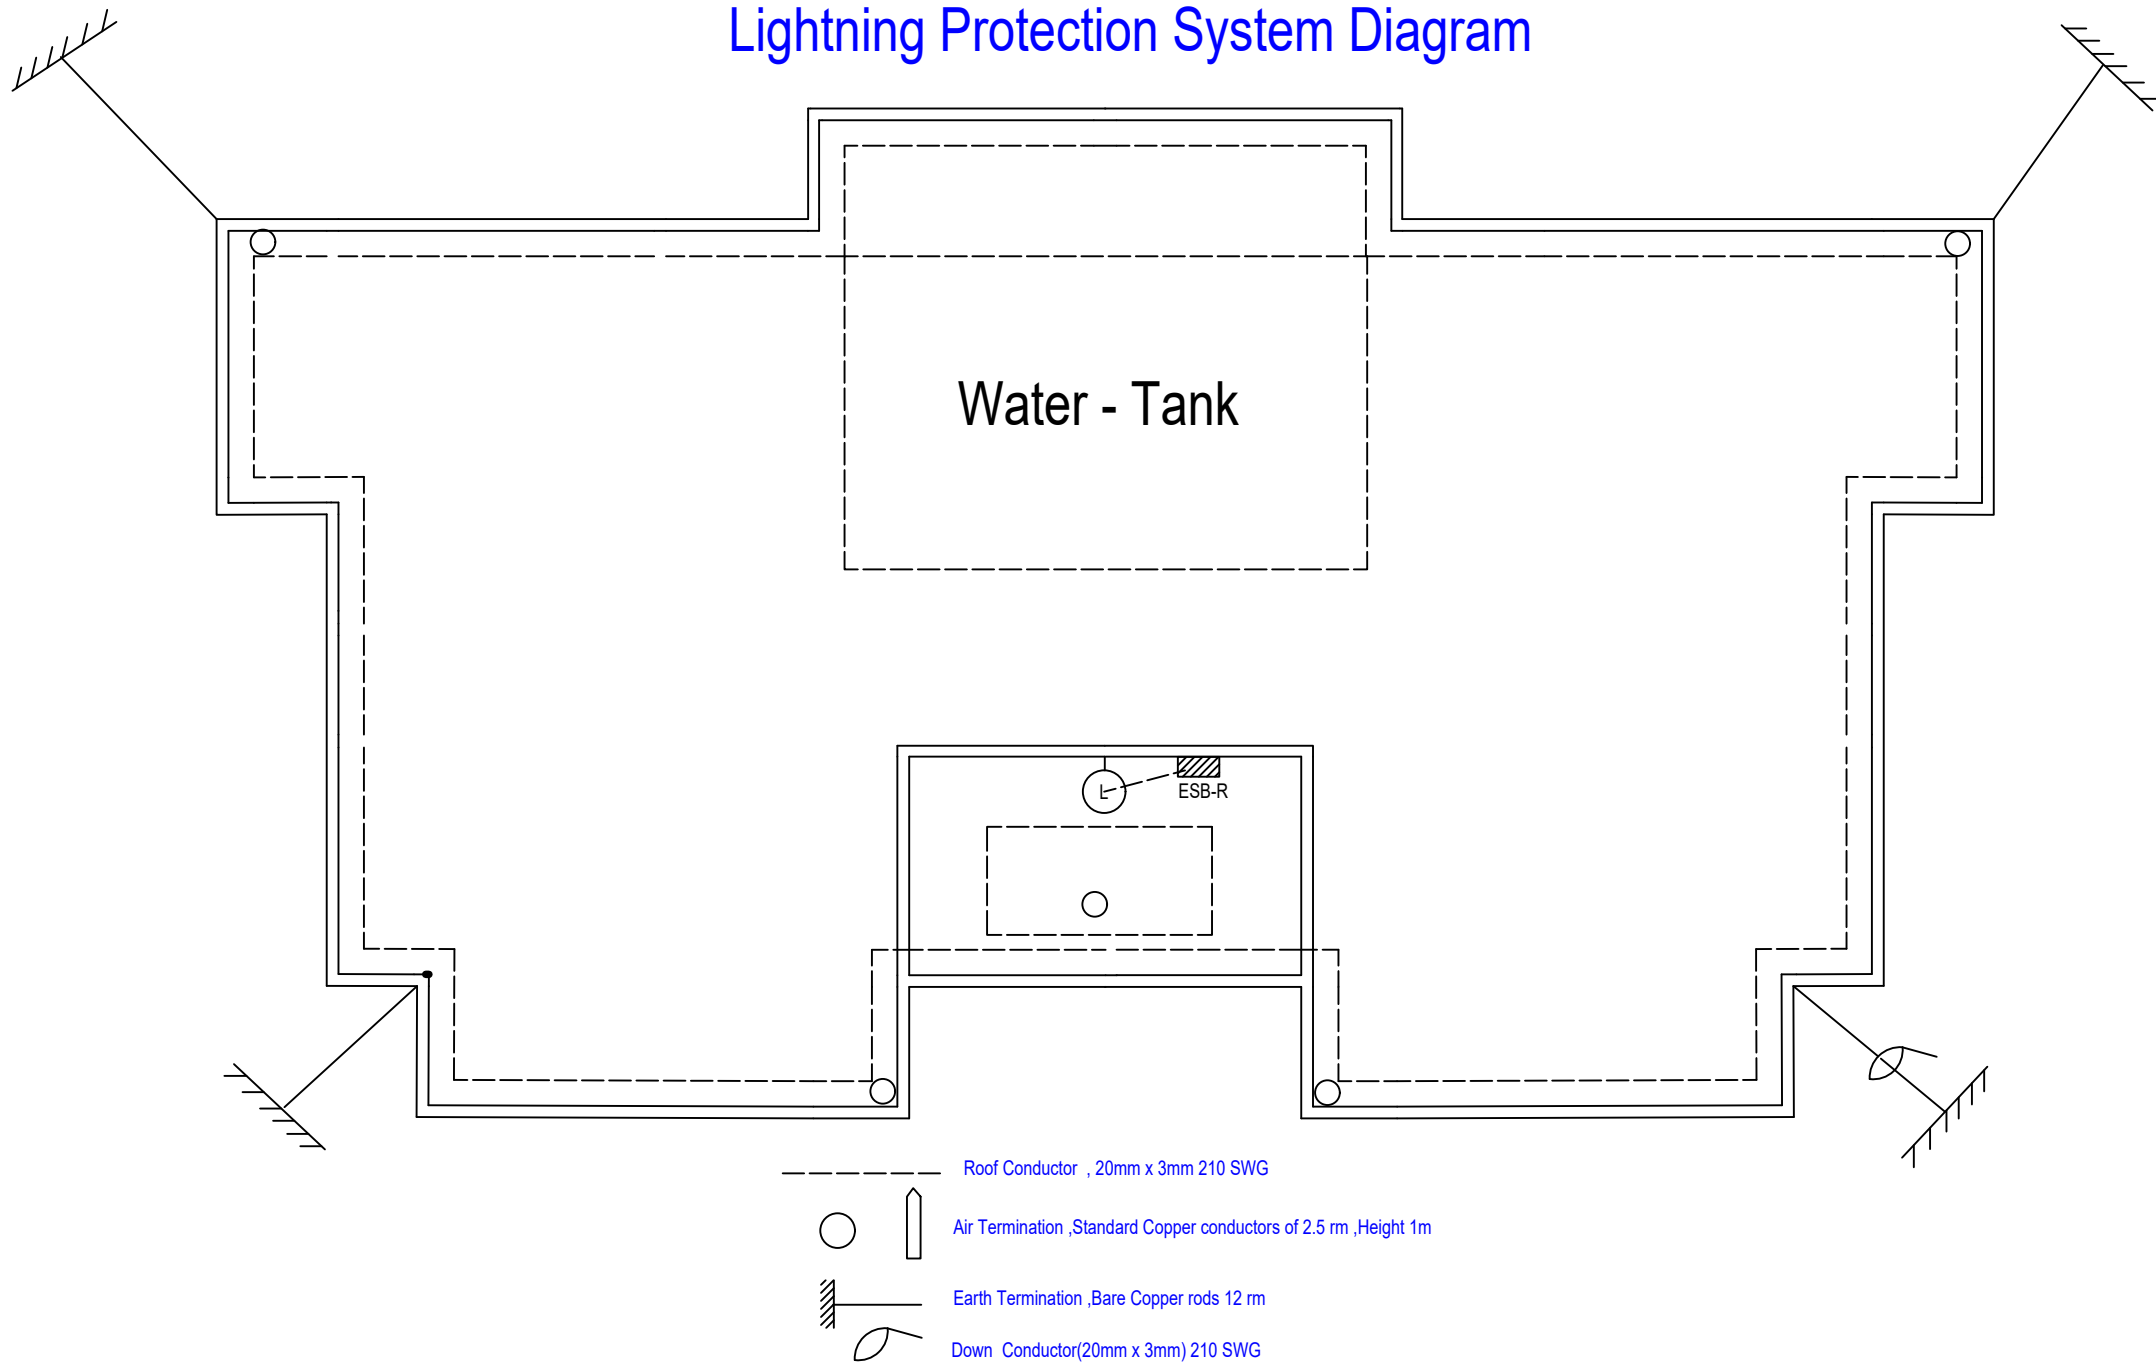 Lightning Protection System Diagram
Water - Tank
L
ESB-R
Roof Conductor , 20mm x 3mm 210 SWG
Air Termination ,Standard Copper conductors of 2.5 rm ,Height 1m
Earth Termination ,Bare Copper rods 12 rm
Down Conductor(20mm x 3mm) 210 SWG